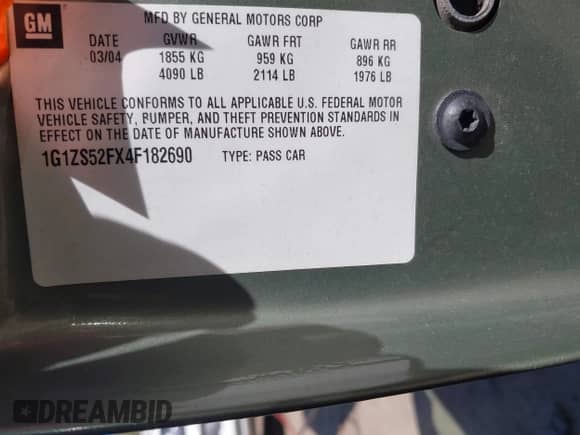 GM
MFD BY GENERAL MOTORS CORP
DATE GVWR GAWR FRT GAWR RR
03/04 1855 KG 959 KG 896 KG
4090 LB 2114 LB 1976 LB
THIS VEHICLE CONFORMS TO ALL APPLICABLE U.S. FEDERAL MOTOR
VEHICLE SAFETY, BUMPER, AND THEFT PREVENTION STANDARDS IN
EFFECT ON THE DATE OF MANUFACTURE SHOWN ABOVE.
1G1ZS52FX4F182690 TYPE: PASS CAR
DREAMBID